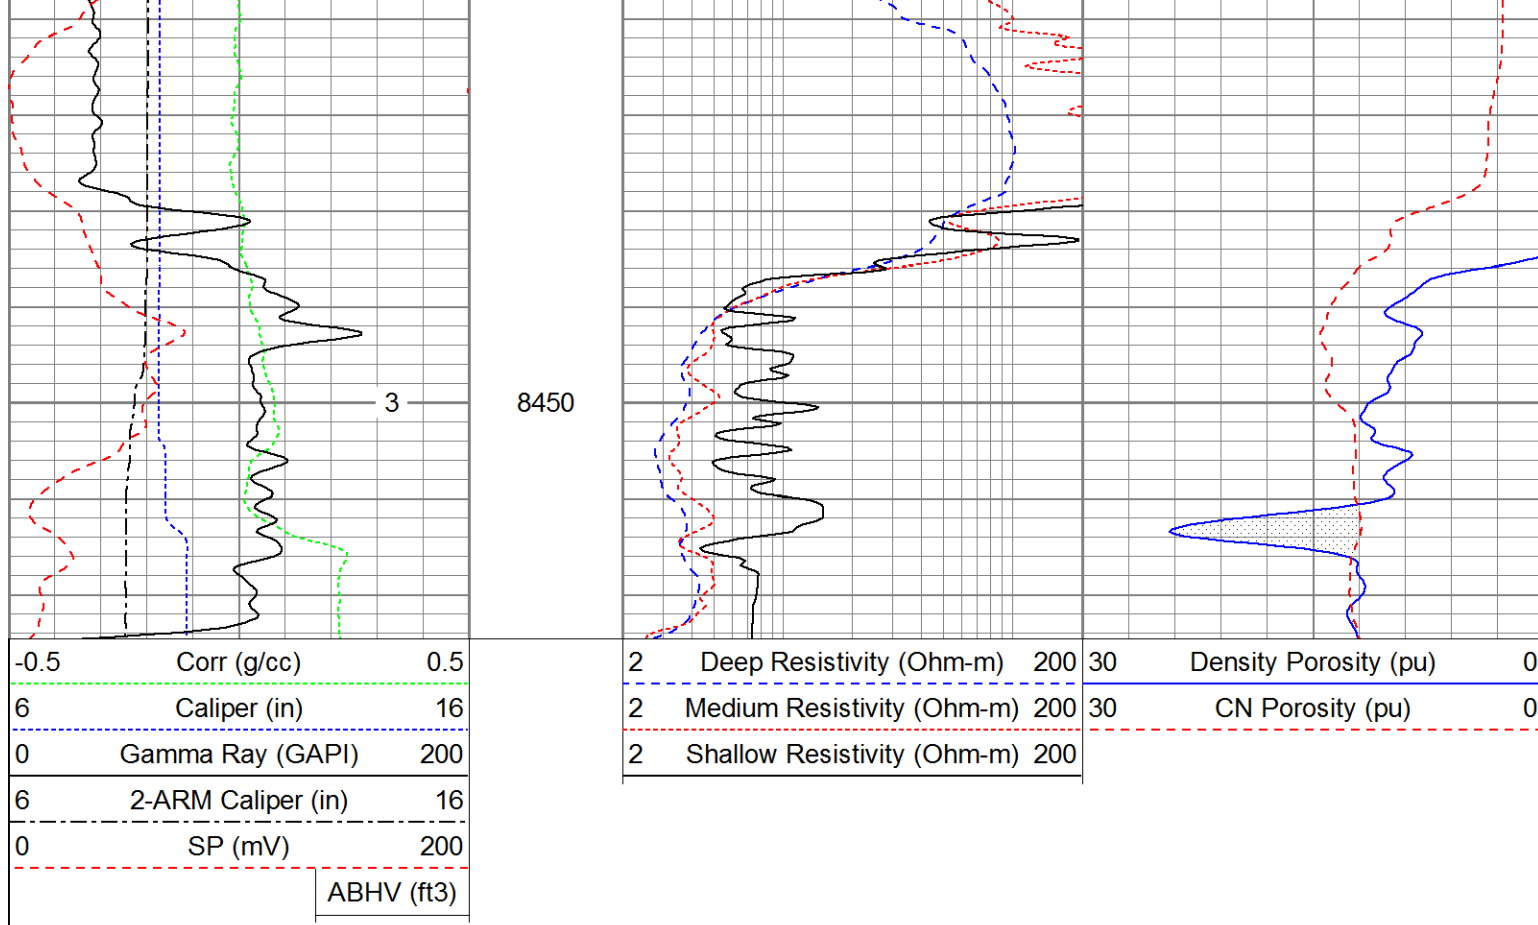 3
8450
-0.5 Corr (g/cc) 0.5
2 Deep Resistivity (Ohm-m) 200
30 Density Porosity (pu) 0
6 Caliper (in) 16
2 Medium Resistivity (Ohm-m) 200
30 CN Porosity (pu) 0
0 Gamma Ray (GAPI) 200
2 Shallow Resistivity (Ohm-m) 200
6 2-ARM Caliper (in) 16
0 SP (mV) 200
ABHV (ft3)